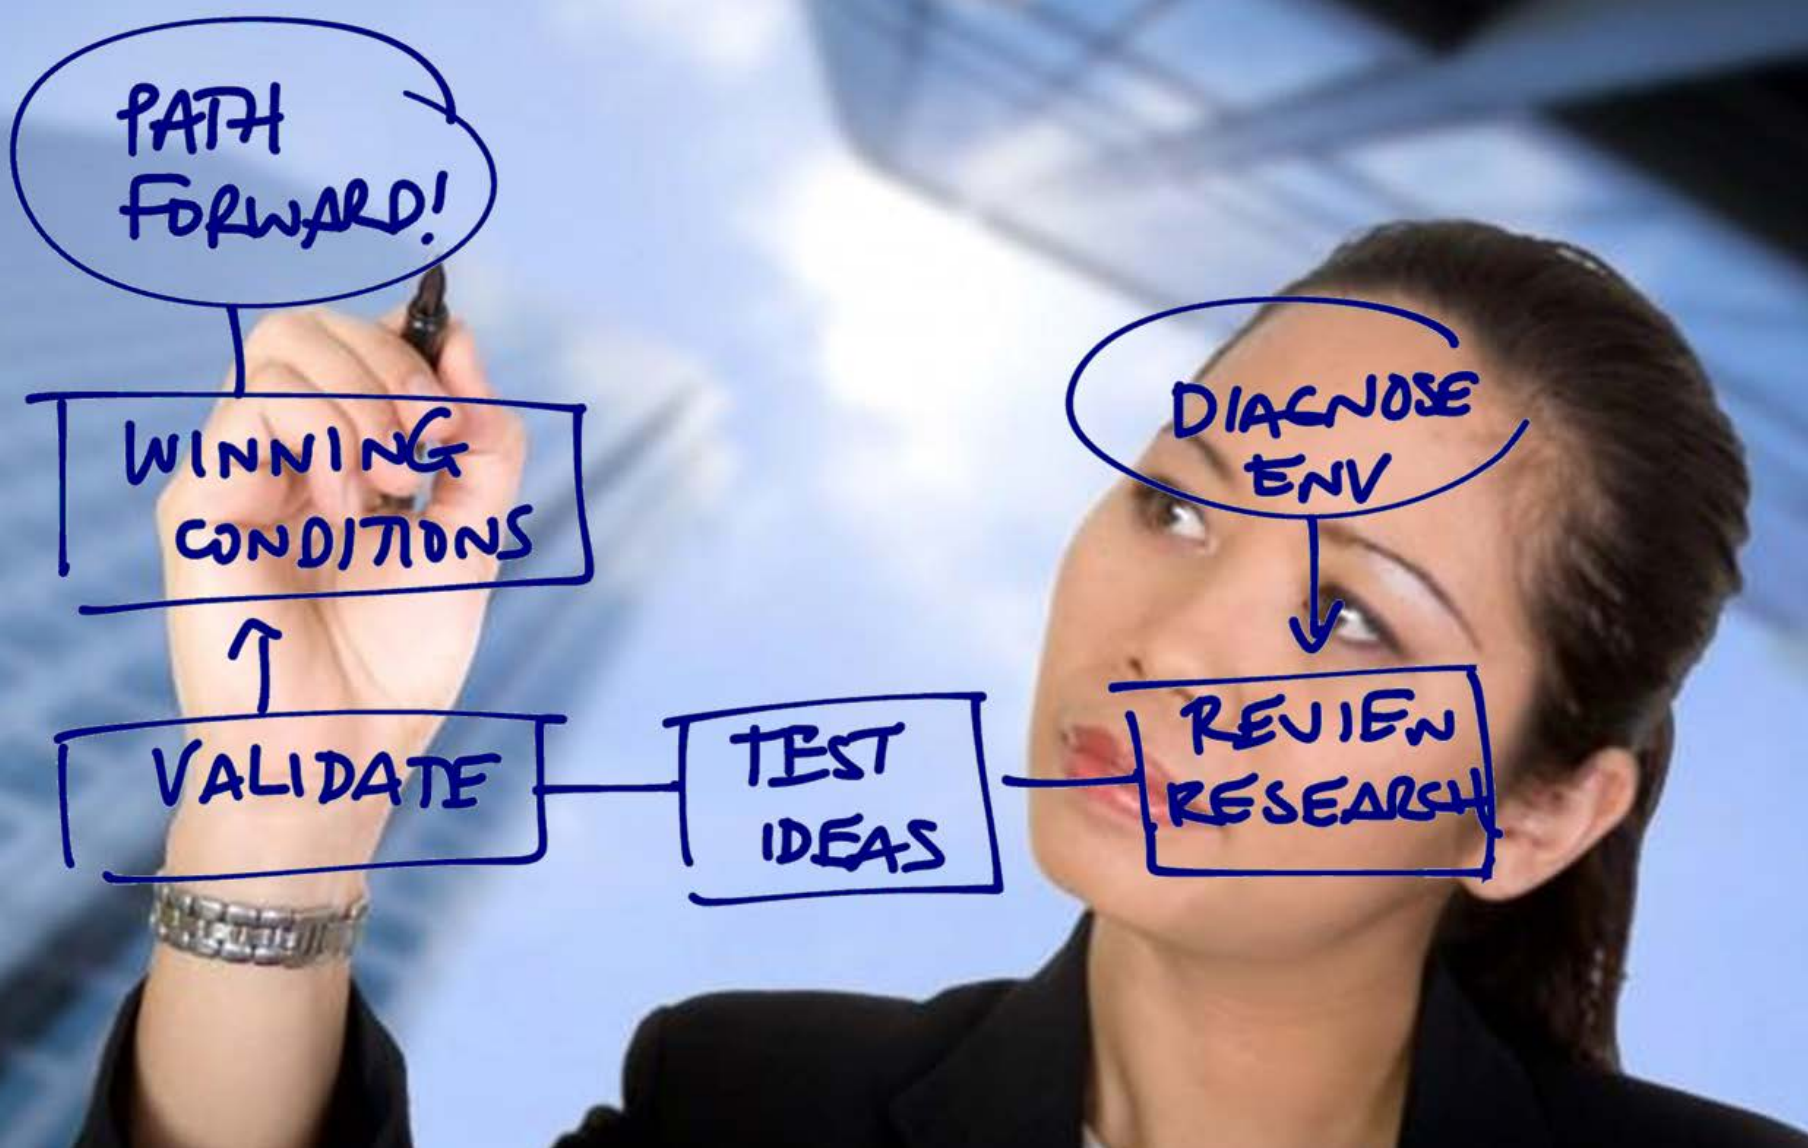 PATH
FORWARD!
WINNING
CONDITIONS
VALIDATE
TEST
IDEAS
DIAGNOSE
ENV
REVIEW
RESEARCH